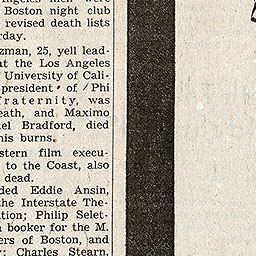 Boston night club
revised death lists
rday.
zman, 25, yell lead-
at the Los Angeles
University of Cali-
president of Phi
fraternity, was
eath, and Maximo
el Bradford, died
his burns.
stern film execu-
to the Coast, also
dead.
ded Eddie Ansin,
the Interstate The-
tion; Philip Selet-
booker for the M.
ers of Boston, and
Charles Stearn,